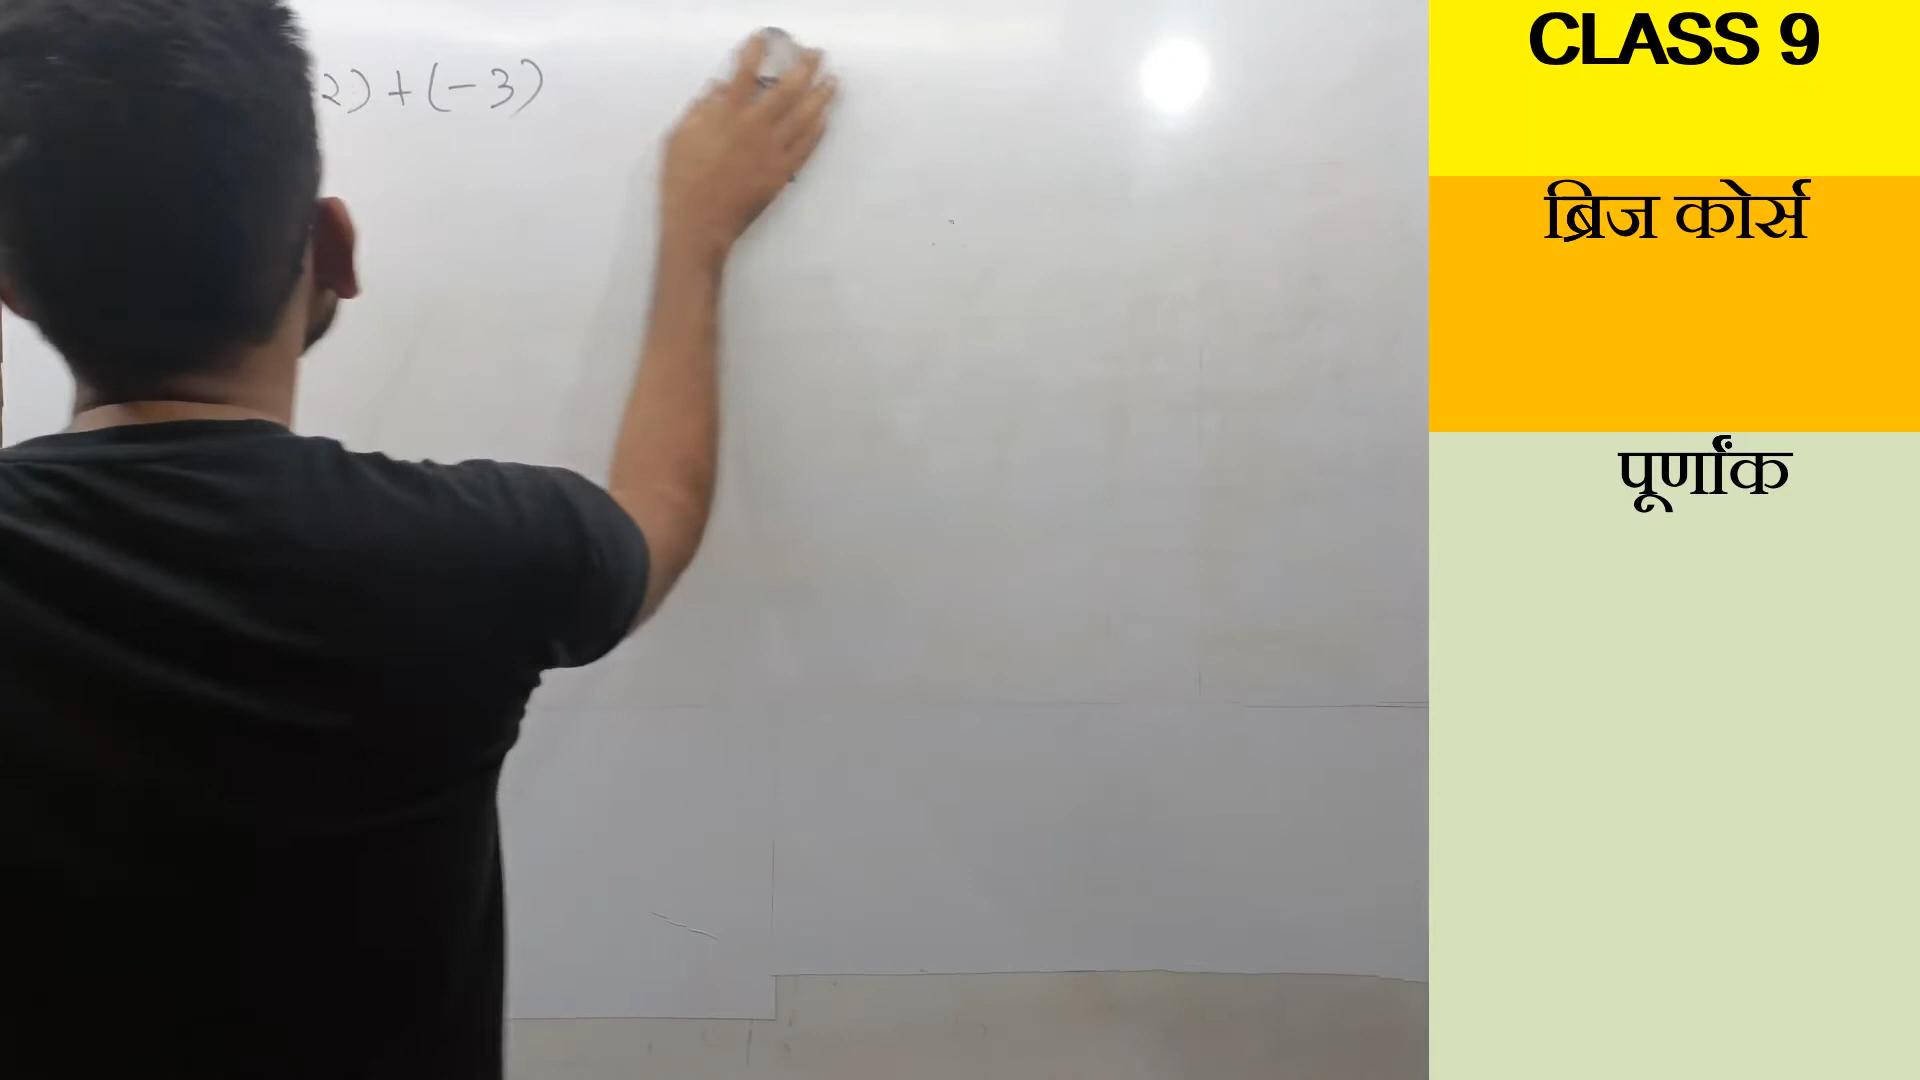 2) + (- 3)
CLASS 9
ब्रिज कोर्स
पूर्णांक